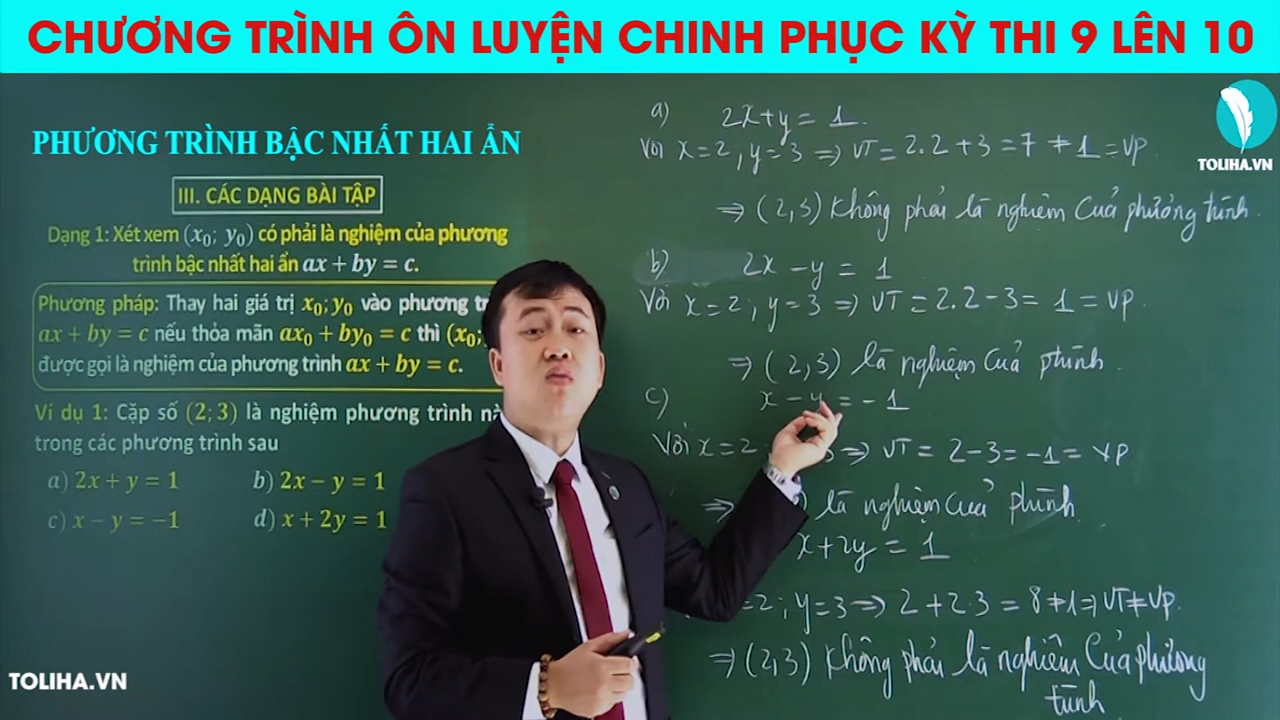 CHƯƠNG TRÌNH ÔN LUYỆN CHINH PHỤC KỲ THI 9 LÊN 10
TOLIHA.VN
PHƯƠNG TRÌNH BẬC NHẤT HAI ẨN
III. CÁC DẠNG BÀI TẬP
Dạng 1: Xét xem (x₀; y₀) có phải là nghiệm của phương
trình bậc nhất hai ẩn ax + by = c.
Phương pháp: Thay hai giá trị x₀; y₀ vào phương
ax + by = c nếu thỏa mãn ax₀ + by₀ = c thì (x₀;
được gọi là nghiệm của phương trình ax + by = c.
Ví dụ 1: Cặp số (2; 3) là nghiệm phương trình
trong các phương trình sau
a) 2x + y = 1 b) 2x − y = 1
c) x − y = −1 d) x + 2y = 1
a) 2x+y = 1
Với x=2; y=3 ⇒ VT = 2.2 + 3 = 7 ≠ 1 = VP.
⇒ (2,3) không phải là nghiệm của phương trình.
b) 2x − y = 1
Với x=2; y=3 ⇒ VT = 2.2 − 3 = 1 = VP.
⇒ (2,3) là nghiệm của ptrình.
c) x − y = −1
Với x=2 3 ⇒ VT = 2−3 = −1 = VP
⇒ ) là nghiệm của ptrình.
x+2y = 1
=2; y=3 ⇒ 2+2.3 = 8 ≠ 1 ⇒ VT ≠ VP.
⇒ (2,3) không phải là nghiệm của phương
trình
TOLIHA.VN